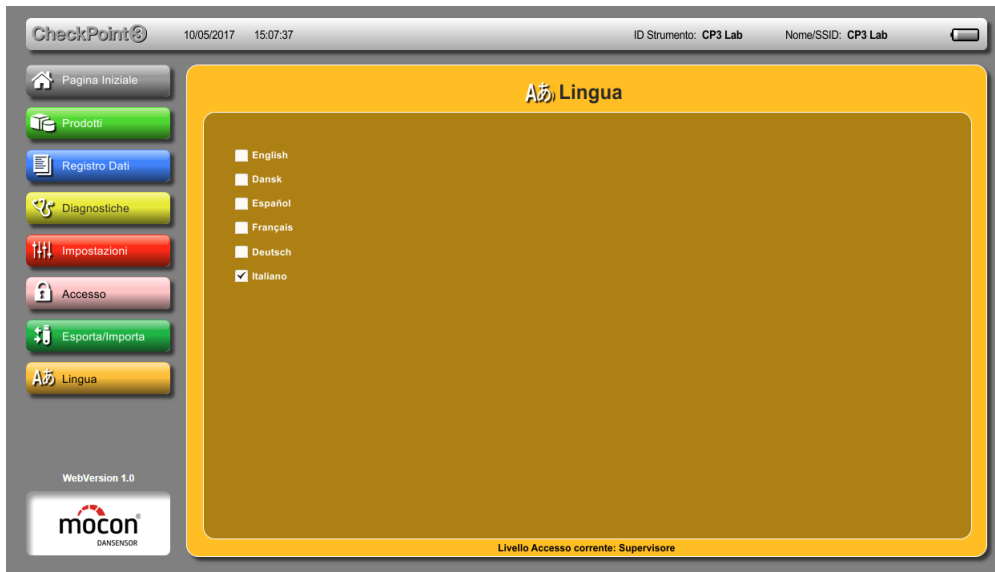 CheckPoint3 10/05/2017 15:07:37 ID Strumento: CP3 Lab Nome/SSID: CP3 Lab
Pagina Iniziale
Prodotti
Registro Dati
Diagnostiche
Impostazioni
Accesso
Esporta/Importa
Aあ Lingua
WebVersion 1.0
mocon®
DANSENSOR
Aあ Lingua
English
Dansk
Español
Français
Deutsch
Italiano
Livello Accesso corrente: Supervisore